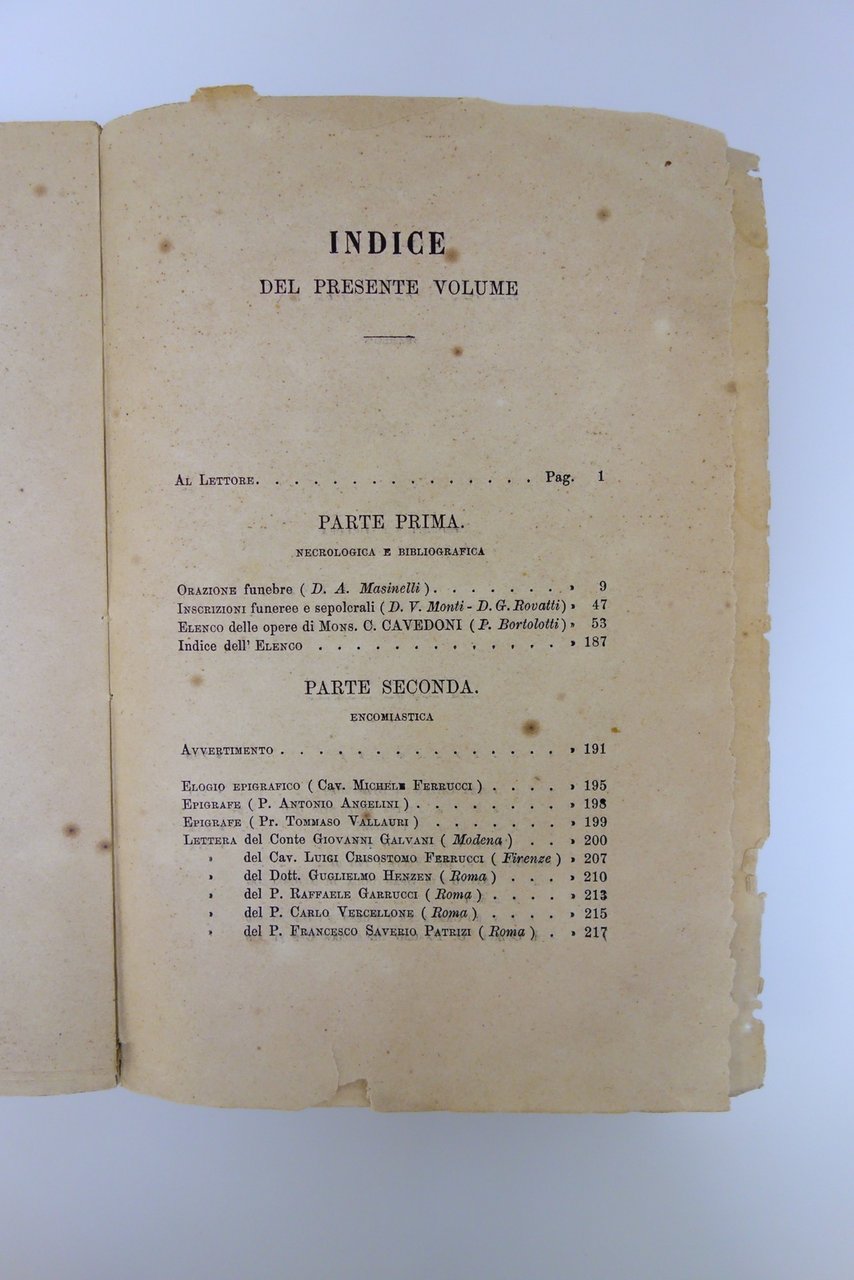 INDICE
DEL PRESENTE VOLUME
AL LETTORE. . . . . . . . . . . . . . . Pag. 1
PARTE PRIMA.
NECROLOGICA E BIBLIOGRAFICA
ORAZIONE funebre ( D. A. Masinelli ). . . . . . . . » 9
INSCRIZIONI funeree e sepolcrali ( D. V. Monti - D. G. Rovatti ) » 47
ELENCO delle opere di MONS. C. CAVEDONI ( P. Bortolotti ) » 53
Indice dell' ELENCO . . . . . . . . . . . . . » 187
PARTE SECONDA.
ENCOMIASTICA
AVVERTIMENTO . . . . . . . . . . . . . . . » 191
ELOGIO EPIGRAFICO ( CAV. MICHELE FERRUCCI ) . . . . » 195
EPIGRAFE ( P. ANTONIO ANGELINI ) . . . . . . . . » 198
EPIGRAFE ( PR. TOMMASO VALLAURI ) . . . . . . . » 199
LETTERA del Conte GIOVANNI GALVANI ( Modena ) . . » 200
» del Cav. LUIGI CRISOSTOMO FERRUCCI ( Firenze ) » 207
» del Dott. GUGLIELMO HENZEN ( Roma ) . . . » 210
» del P. RAFFAELE GARRUCCI ( Roma ) . . . . » 213
» del P. CARLO VERCELLONE ( Roma ) . . . . » 215
» del P. FRANCESCO SAVERIO PATRIZI ( Roma ) . » 217